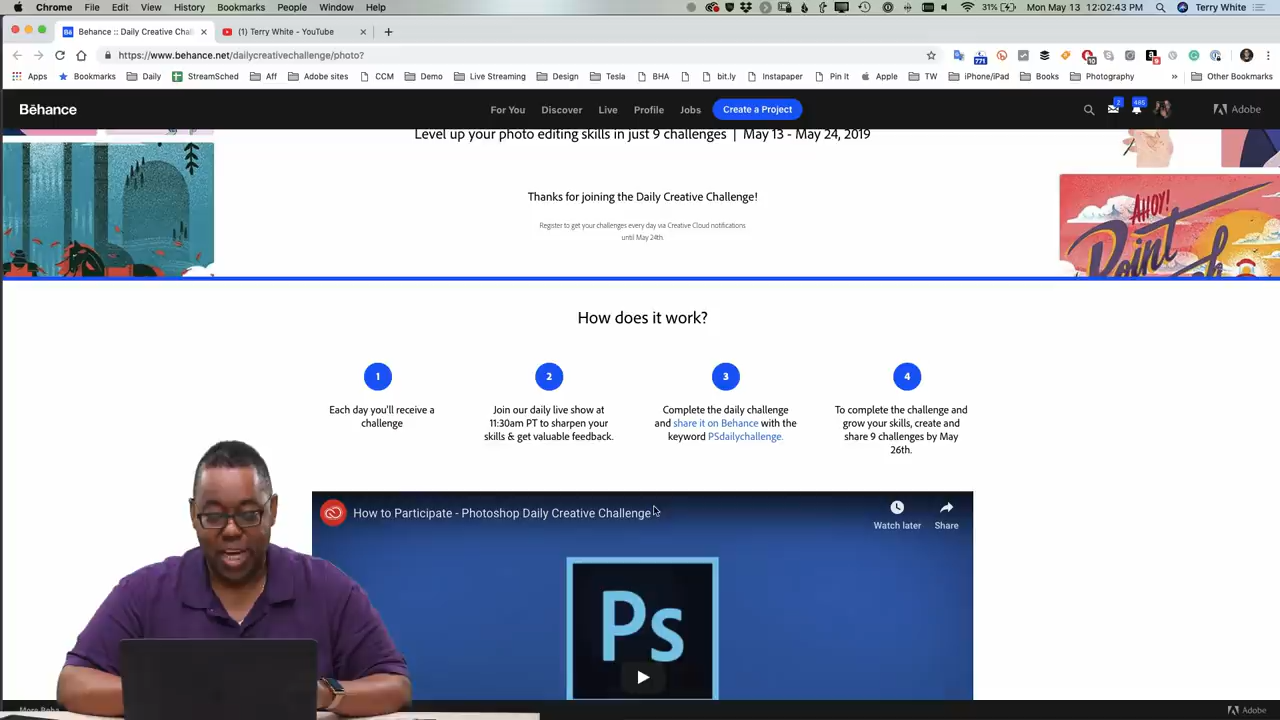 Chrome File Edit View History Bookmarks People Window Help
31% Mon May 13 12:02:43 PM Terry White
Behance :: Daily Creative Chal
(1) Terry White - YouTube
https://www.behance.net/dailycreativechallenge/photo?
771
10
9
Apps Bookmarks Daily StreamSched Aff Adobe sites CCM Demo Live Streaming Design Tesla BHA bit.ly Instapaper Pin It Apple TW iPhone/iPad Books Photography » Other Bookmarks
Bēhance For You Discover Live Profile Jobs Create a Project 2 485 Adobe
Level up your photo editing skills in just 9 challenges | May 13 - May 24, 2019
Thanks for joining the Daily Creative Challenge!
Register to get your challenges every day via Creative Cloud notifications
until May 24th.
AHOY!
Point
How does it work?
1
Each day you'll receive a
challenge
2
Join our daily live show at
11:30am PT to sharpen your
skills & get valuable feedback.
3
Complete the daily challenge
and share it on Behance with the
keyword PSdailychallenge.
4
To complete the challenge and
grow your skills, create and
share 9 challenges by May
26th.
How to Participate - Photoshop Daily Creative Challenge
Watch later
Share
Ps
Adobe